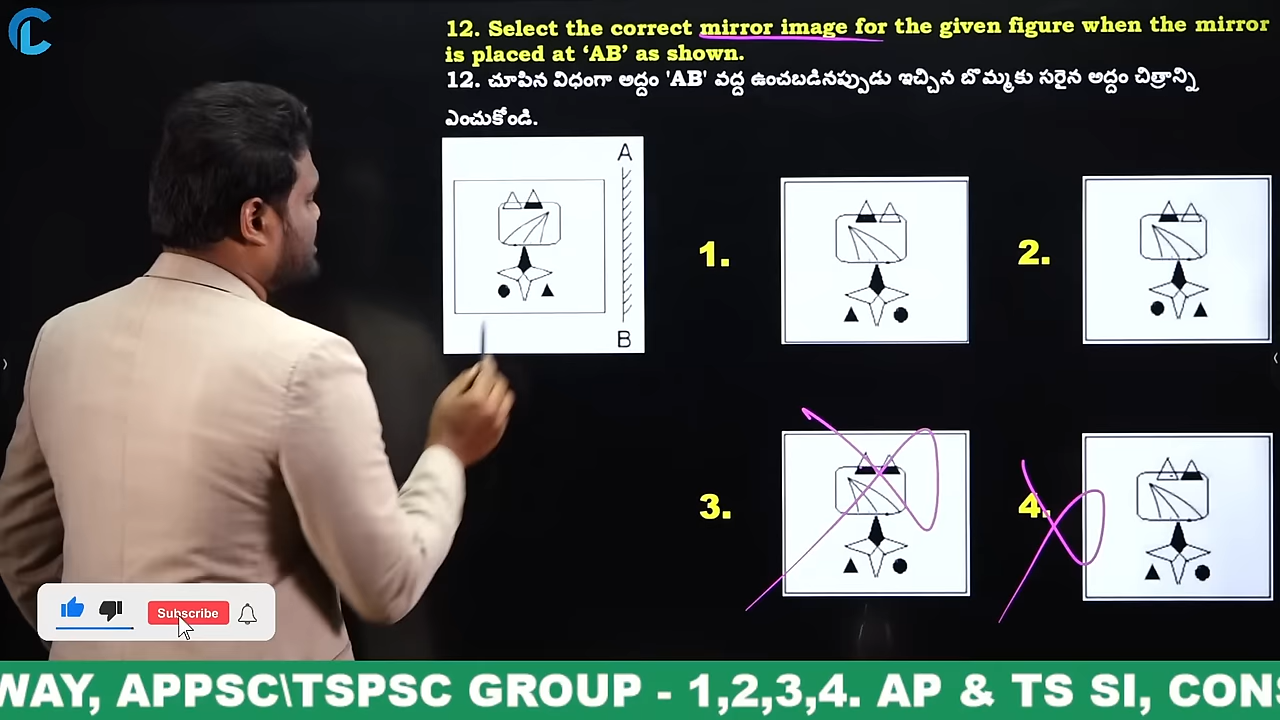 12. Select the correct mirror image for the given figure when the mirror
is placed at ‘AB’ as shown.
12. చూపిన విధంగా అద్దం 'AB' వద్ద ఉంచబడినప్పుడు ఇచ్చిన బొమ్మకు సరైన అద్దం చిత్రాన్ని
ఎంచుకోండి.
A
B
1.
2.
3.
4.
Subscribe
WAY, APPSC\TSPSC GROUP - 1,2,3,4. AP & TS SI, CON